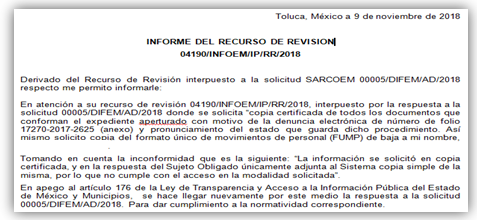 Toluca, México a 9 de noviembre de 2018
INFORME DEL RECURSO DE REVISION
04190/INFOEM/IP/RR/2018
Derivado del Recurso de Revisión interpuesto a la solicitud SARCOEM 00005/DIFEM/AD/2018
respecto me permito informarle:
En atención a su recurso de revisión 04190/INFOEM/IP/RR/2018, interpuesto por la respuesta a la
solicitud 00005/DIFEM/AD/2018 donde se solicita "copia certificada de todos los documentos que
conforman el expediente aperturado con motivo de la denuncia electrónica de número de folio
17270-2017-2625 (anexo) y pronunciamiento del estado que guarda dicho procedimiento. Así
mismo solicito copia del formato único de movimientos de personal (FUMP) de baja a mi nombre,
Tomando en cuenta la inconformidad que es la siguiente: "La información se solicitó en copia
certificada, y en la respuesta del Sujeto Obligado únicamente adjunta al Sistema copia simple de la
misma, por lo que no cumple con el acceso en la modalidad solicitada".
En apego al artículo 176 de la Ley de Transparencia y Acceso a la Información Pública del Estado
de México y Municipios, se hace llegar nuevamente por este medio la respuesta a la solicitud
00005/DIFEM/AD/2018. Para dar cumplimiento a la normatividad correspondiente.